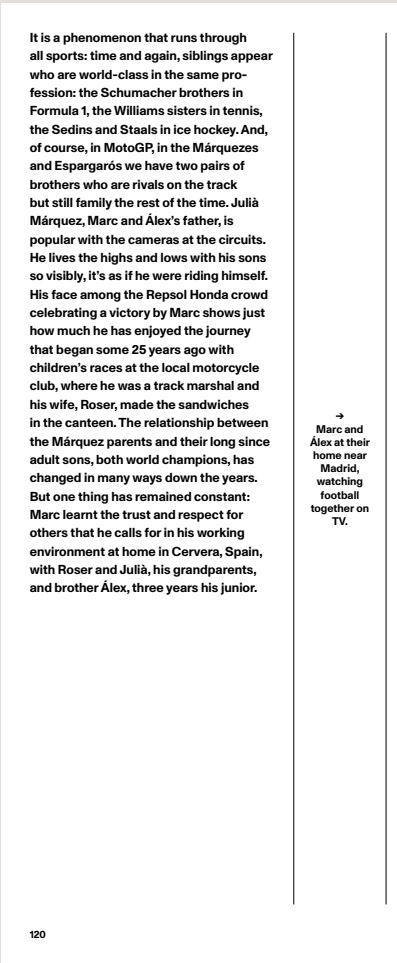 It is a phenomenon that runs through
all sports: time and again, siblings appear
who are world-class in the same pro-
fession: the Schumacher brothers in
Formula 1, the Williams sisters in tennis,
the Sedins and Staals in ice hockey. And,
of course, in MotoGP, in the Márquezes
and Espargarós we have two pairs of
brothers who are rivals on the track
but still family the rest of the time. Julià
Márquez, Marc and Álex’s father, is
popular with the cameras at the circuits.
He lives the highs and lows with his sons
so visibly, it’s as if he were riding himself.
His face among the Repsol Honda crowd
celebrating a victory by Marc shows just
how much he has enjoyed the journey
that began some 25 years ago with
children’s races at the local motorcycle
club, where he was a track marshal and
his wife, Roser, made the sandwiches
in the canteen. The relationship between
the Márquez parents and their long since
adult sons, both world champions, has
changed in many ways down the years.
But one thing has remained constant:
Marc learnt the trust and respect for
others that he calls for in his working
environment at home in Cervera, Spain,
with Roser and Julià, his grandparents,
and brother Álex, three years his junior.
→
Marc and
Álex at their
home near
Madrid,
watching
football
together on
TV.
120